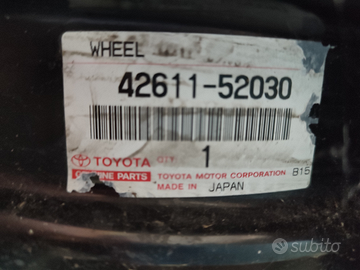 WHEEL
42611-52030
TOYOTA QTY 1
GENUINE PARTS TOYOTA MOTOR CORPORATION B15
MADE IN JAPAN
subito